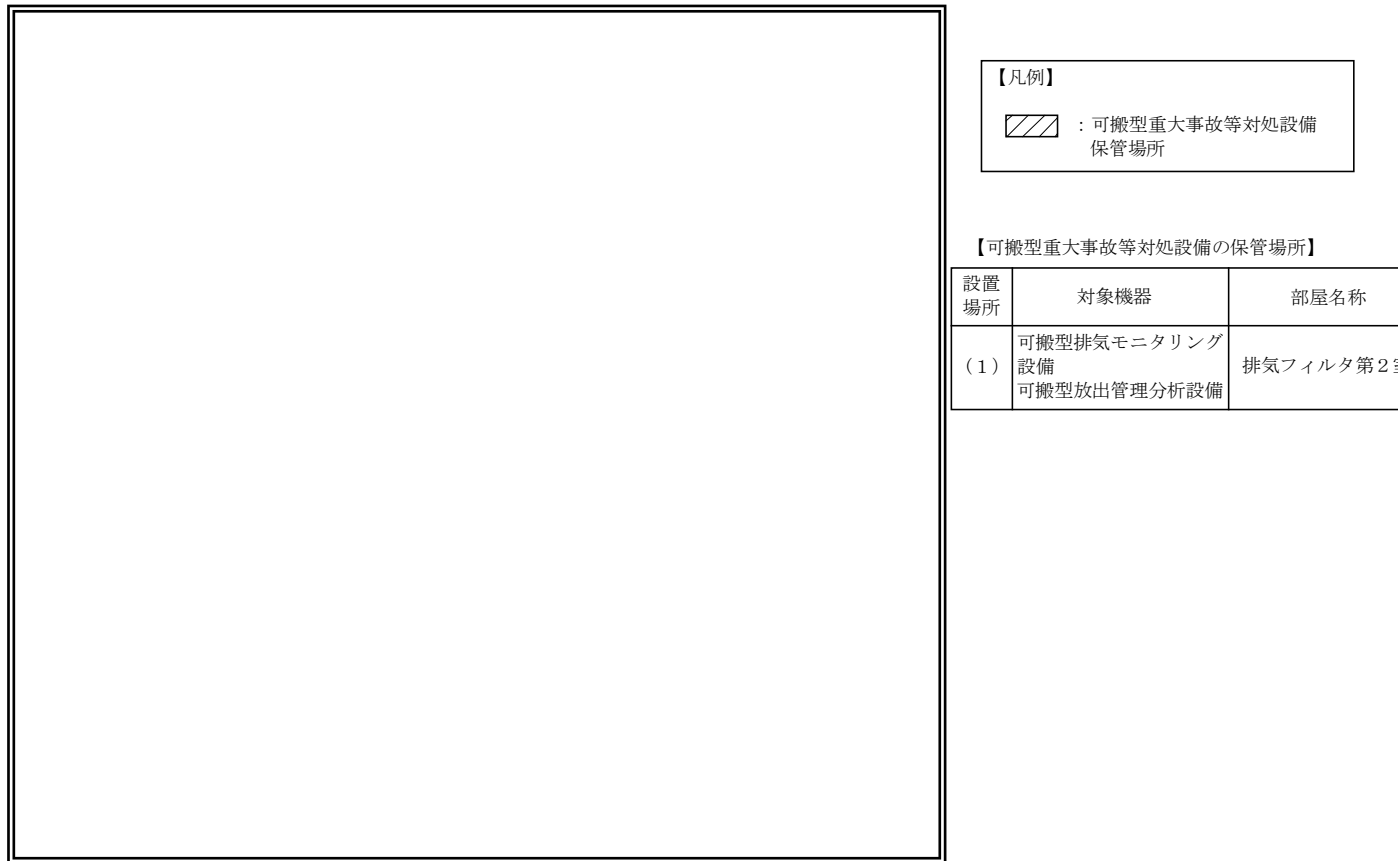 【凡例】
：可搬型重大事故等対処設備
保管場所
【可搬型重大事故等対処設備の保管場所】
設置
場所
対象機器
部屋名称
（１）
可搬型排気モニタリング
設備
可搬型放出管理分析設備
排気フィルタ第２